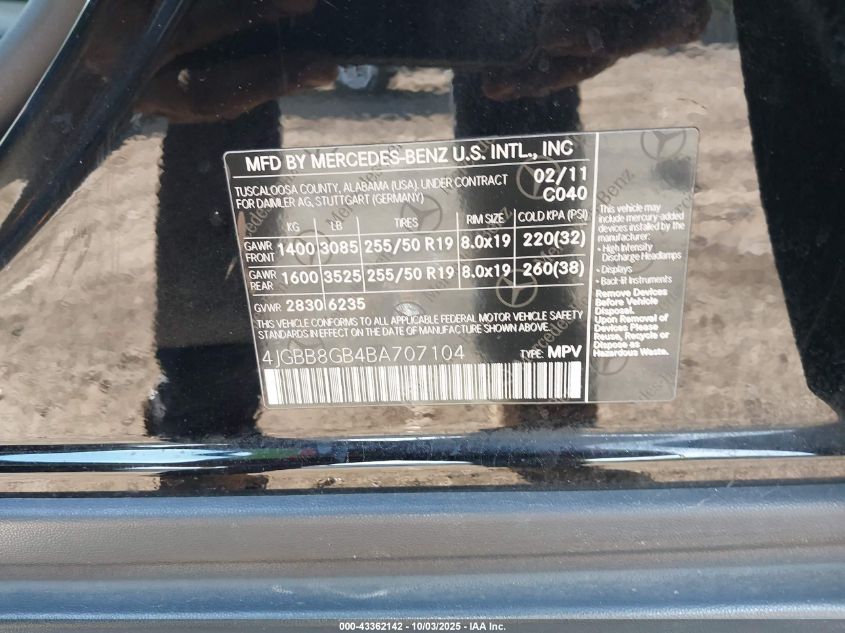 MFD BY MERCEDES-BENZ U.S. INTL., INC
TUSCALOOSA COUNTY, ALABAMA (USA). UNDER CONTRACT
FOR DAIMLER AG, STUTTGART (GERMANY)
02/11
C040
KG LB TIRES RIM SIZE COLD KPA (PSI)
GAWR FRONT 1400 3085 255/50 R19 8.0x19 220(32)
GAWR REAR 1600 3525 255/50 R19 8.0x19 260(38)
GVWR 2830 6235
THIS VEHICLE CONFORMS TO ALL APPLICABLE FEDERAL MOTOR VEHICLE SAFETY
STANDARDS IN EFFECT ON THE DATE OF MANUFACTURE SHOWN ABOVE.
4JGBB8GB4BA707104 TYPE: MPV
This vehicle may
include mercury-added
devices installed by the
manufacturer:
- High Intensity
Discharge Headlamps
- Displays
- Back-lit Instruments
Remove Devices
Before Vehicle
Disposal.
Upon Removal of
Devices Please
Reuse, Recycle or
Dispose as
Hazardous Waste.
000-43362142 - 10/03/2025 - IAA Inc.